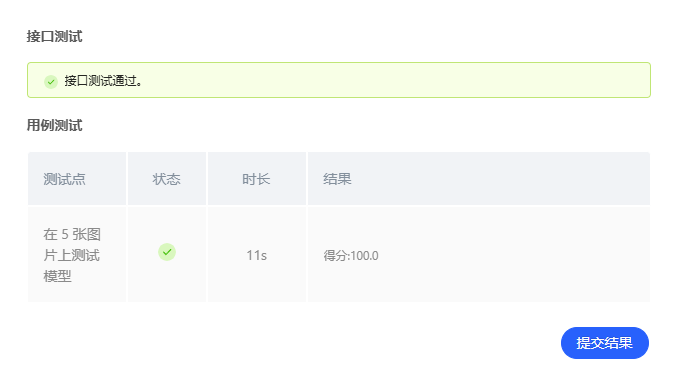 接口测试
接口测试通过。
用例测试
测试点 状态 时长 结果
在 5 张图
片上测试
模型
11s
得分:100.0
提交结果